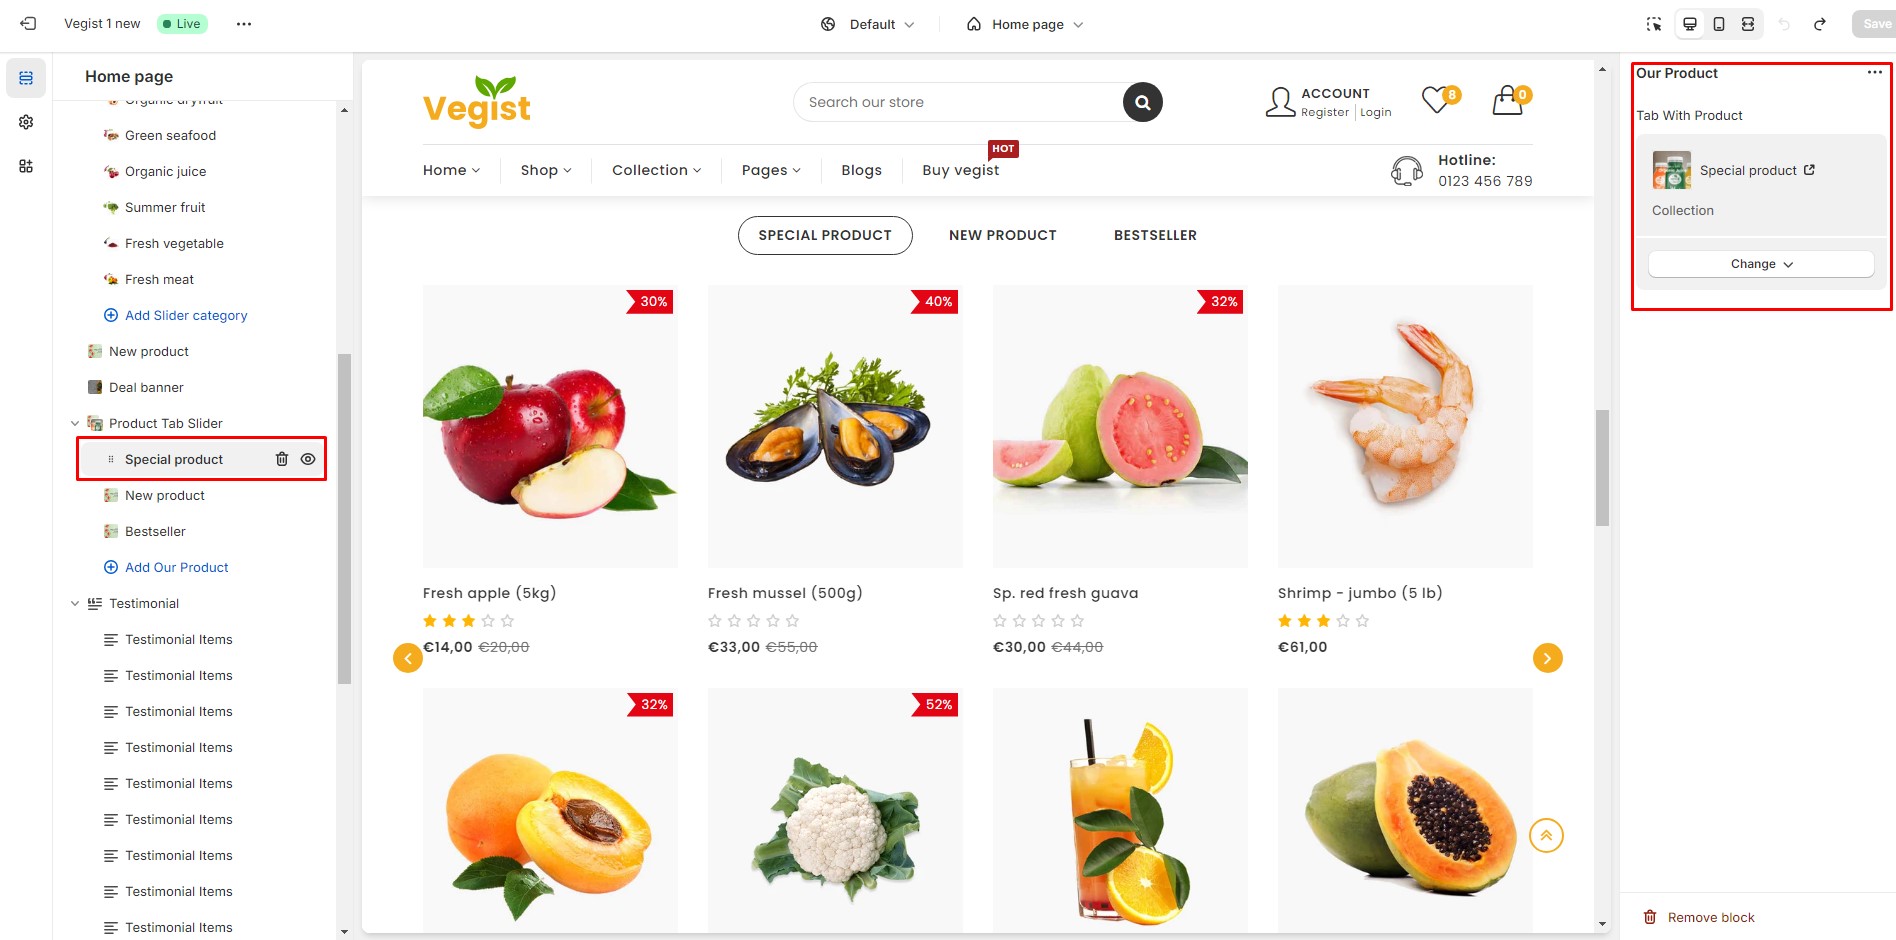 Vegist 1 new
Live
Default
Home page
Save
Home page
Organic dryfruit
Green seafood
Organic juice
Summer fruit
Fresh vegetable
Fresh meat
Add Slider category
New product
Deal banner
Product Tab Slider
Special product
New product
Bestseller
Add Our Product
Testimonial
Testimonial Items
Testimonial Items
Testimonial Items
Testimonial Items
Testimonial Items
Testimonial Items
Testimonial Items
Testimonial Items
Testimonial Items
Vegist
Search our store
ACCOUNT
Register
Login
8
0
HOT
Home
Shop
Collection
Pages
Blogs
Buy vegist
Hotline:
0123 456 789
SPECIAL PRODUCT
NEW PRODUCT
BESTSELLER
30%
40%
32%
Fresh apple (5kg)
€14,00 €20,00
Fresh mussel (500g)
€33,00 €55,00
Sp. red fresh guava
€30,00 €44,00
Shrimp - jumbo (5 lb)
€61,00
32%
52%
Our Product
Tab With Product
Special product
Collection
Change
Remove block